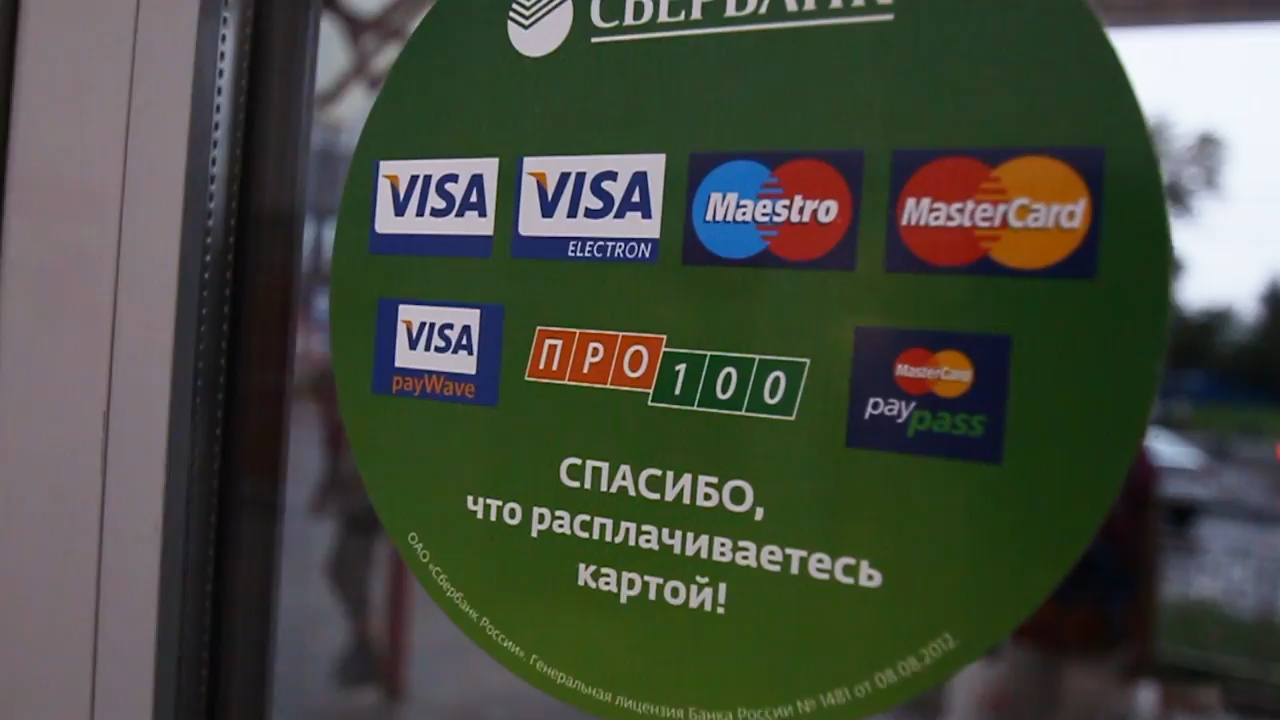 СБЕРБАНК
VISA
VISA
ELECTRON
Maestro
MasterCard
VISA
payWave
ПРО100
MasterCard
paypass
СПАСИБО,
что расплачиваетесь
картой!
ОАО «Сбербанк России». Генеральная лицензия Банка России № 1481 от 08.08.2012.